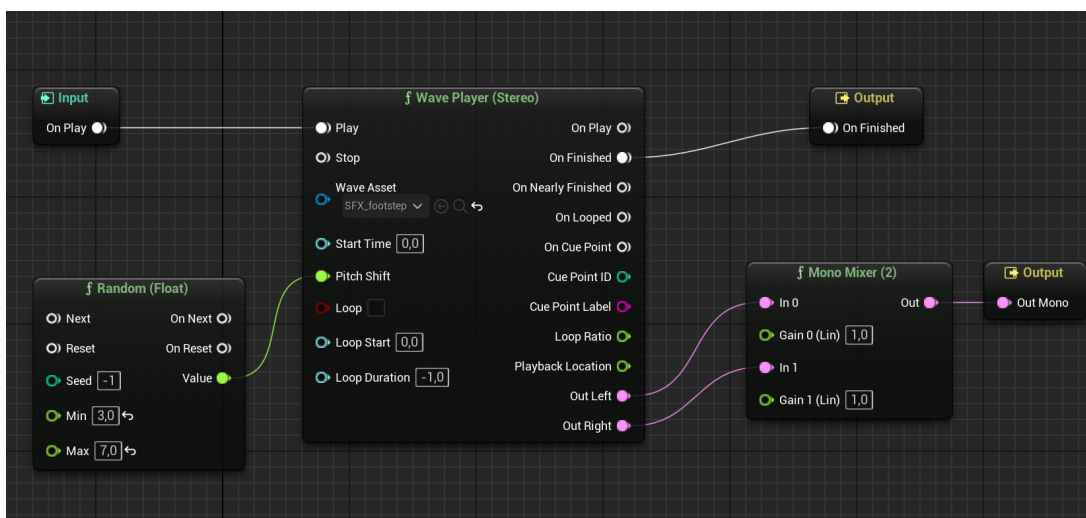 Input
On Play
Random (Float)
Next
On Next
Reset
On Reset
Seed -1
Value
Min 3,0
Max 7,0
Wave Player (Stereo)
Play
On Play
Stop
On Finished
Wave Asset
SFX_footstep
On Nearly Finished
On Looped
Start Time 0,0
On Cue Point
Pitch Shift
Cue Point ID
Loop
Cue Point Label
Loop Start 0,0
Loop Ratio
Playback Location
Loop Duration -1,0
Out Left
Out Right
Output
On Finished
Mono Mixer (2)
In 0
Out
Gain 0 (Lin) 1,0
In 1
Gain 1 (Lin) 1,0
Output
Out Mono